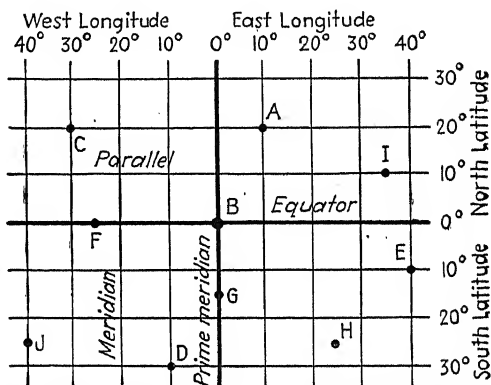 West Longitude East Longitude
40° 30° 20° 10° 0° 10° 20° 30° 40°
30°
A
20°
C
Parallel
I
10°
North Latitude
B
Equator
0°
F
E
10°
Meridian
Prime meridian
G
20°
South Latitude
J
H
D
30°